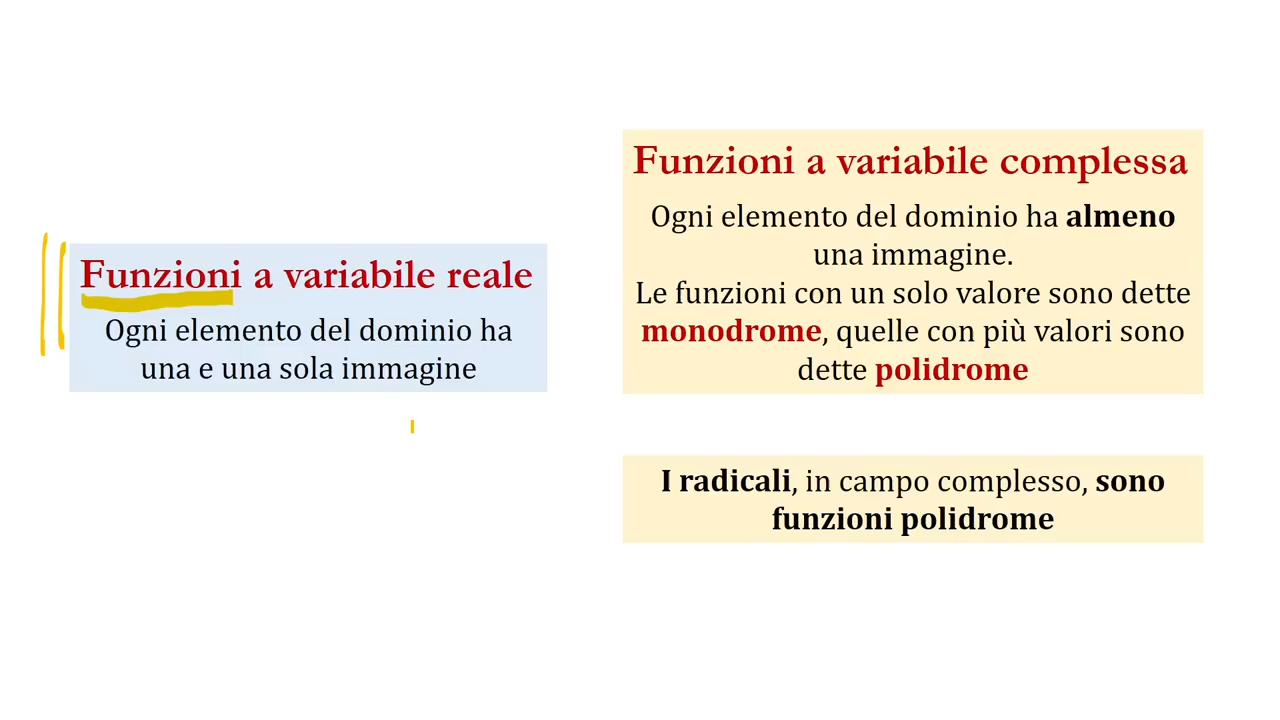 Funzioni a variabile reale
Ogni elemento del dominio ha
una e una sola immagine
Funzioni a variabile complessa
Ogni elemento del dominio ha almeno
una immagine.
Le funzioni con un solo valore sono dette
monodrome, quelle con più valori sono
dette polidrome
I radicali, in campo complesso, sono
funzioni polidrome